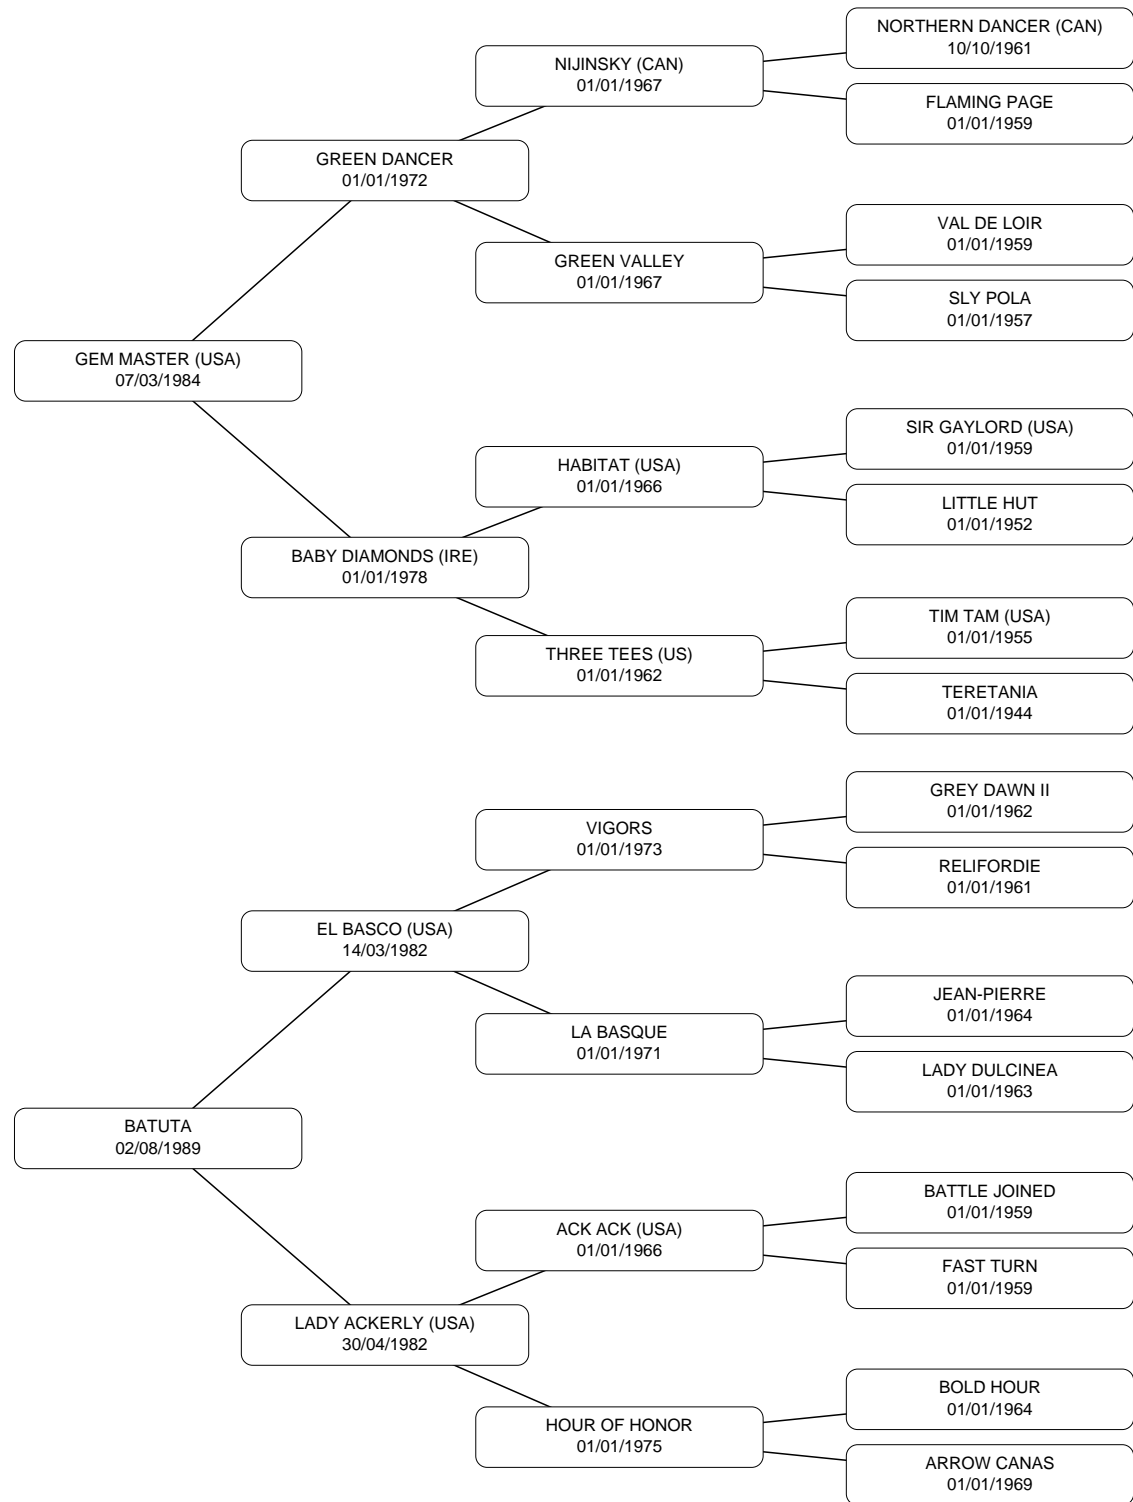 NORTHERN DANCER (CAN)
10/10/1961
NIJINSKY (CAN)
01/01/1967
FLAMING PAGE
01/01/1959
GREEN DANCER
01/01/1972
VAL DE LOIR
01/01/1959
GREEN VALLEY
01/01/1967
SLY POLA
01/01/1957
GEM MASTER (USA)
07/03/1984
SIR GAYLORD (USA)
01/01/1959
HABITAT (USA)
01/01/1966
LITTLE HUT
01/01/1952
BABY DIAMONDS (IRE)
01/01/1978
TIM TAM (USA)
01/01/1955
THREE TEES (US)
01/01/1962
TERETANIA
01/01/1944
GREY DAWN II
01/01/1962
VIGORS
01/01/1973
RELIFORDIE
01/01/1961
EL BASCO (USA)
14/03/1982
JEAN-PIERRE
01/01/1964
LA BASQUE
01/01/1971
LADY DULCINEA
01/01/1963
BATUTA
02/08/1989
BATTLE JOINED
01/01/1959
ACK ACK (USA)
01/01/1966
FAST TURN
01/01/1959
LADY ACKERLY (USA)
30/04/1982
BOLD HOUR
01/01/1964
HOUR OF HONOR
01/01/1975
ARROW CANAS
01/01/1969